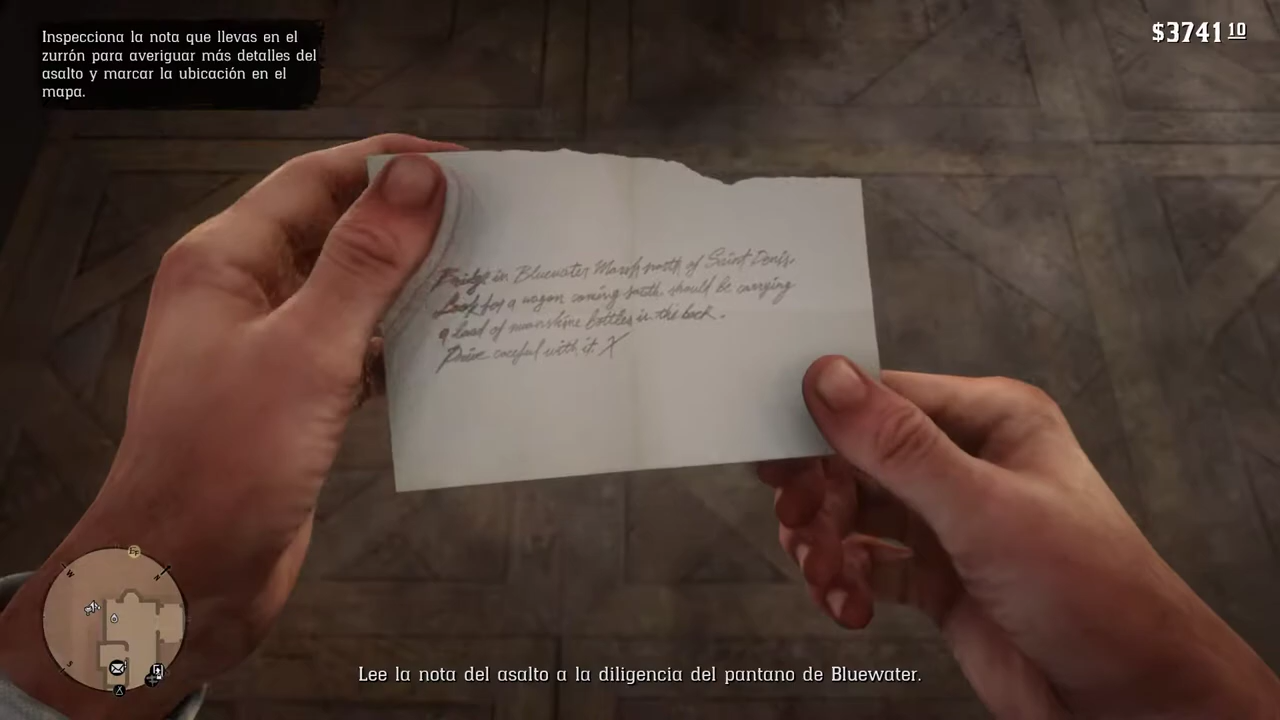 Inspecciona la nota que llevas en el
zurrón para averiguar más detalles del
asalto y marcar la ubicación en el
mapa.
$3741 10
Bridge in Bluewater Marsh north of Saint Denis.
Look for a wagon coming south, should be carrying
a load of moonshine bottles in the back.
Drive careful with it. X
Lee la nota del asalto a la diligencia del pantano de Bluewater.